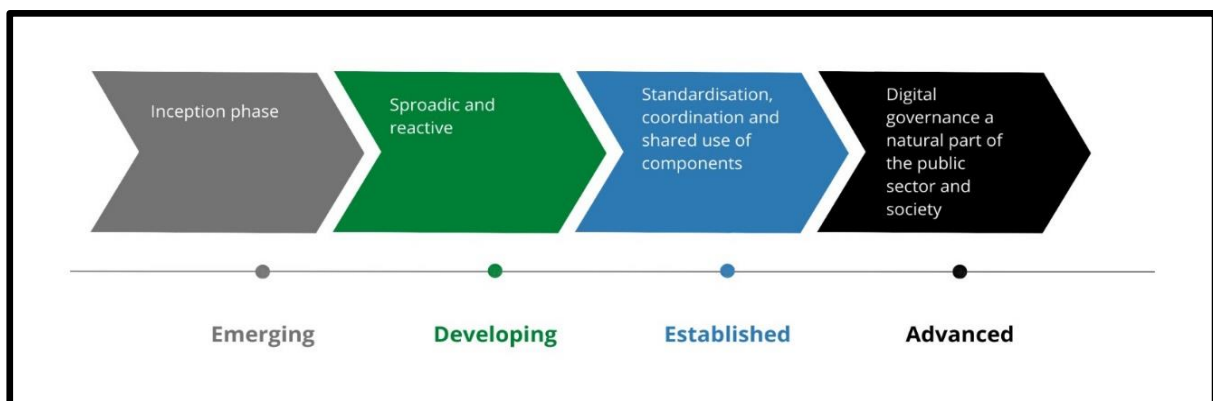 Inception phase
Sproadic and
reactive
Standardisation,
coordination and
shared use of
components
Digital
governance a
natural part of
the public
sector and
society
Emerging
Developing
Established
Advanced